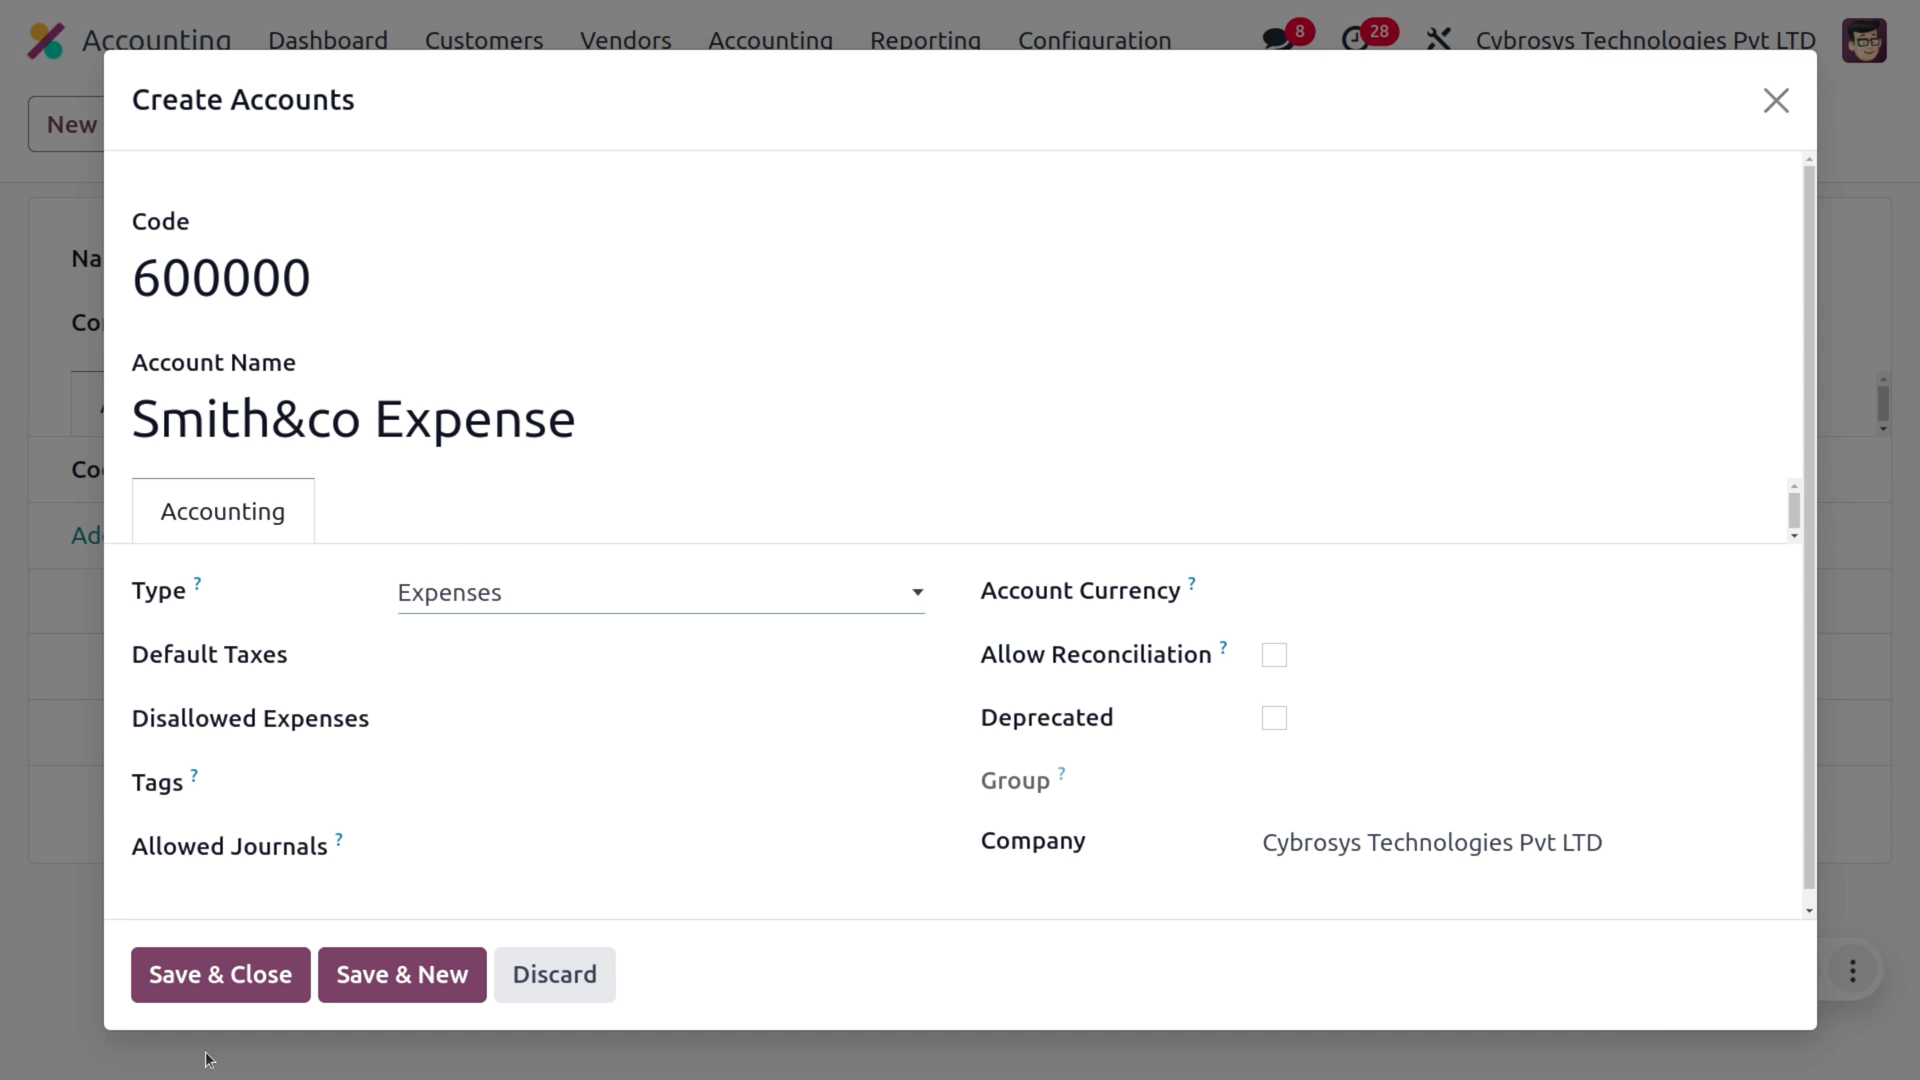 Accounting Dashboard Customers Vendors Accounting Reporting Configuration 8 28 Cybrosys Technologies Pvt LTD
New
Create Accounts
Code
600000
Account Name
Smith&co Expense
Accounting
Type ? Expenses
Account Currency ?
Default Taxes
Allow Reconciliation ?
Disallowed Expenses
Deprecated
Tags ?
Group ?
Allowed Journals ?
Company Cybrosys Technologies Pvt LTD
Save & Close Save & New Discard